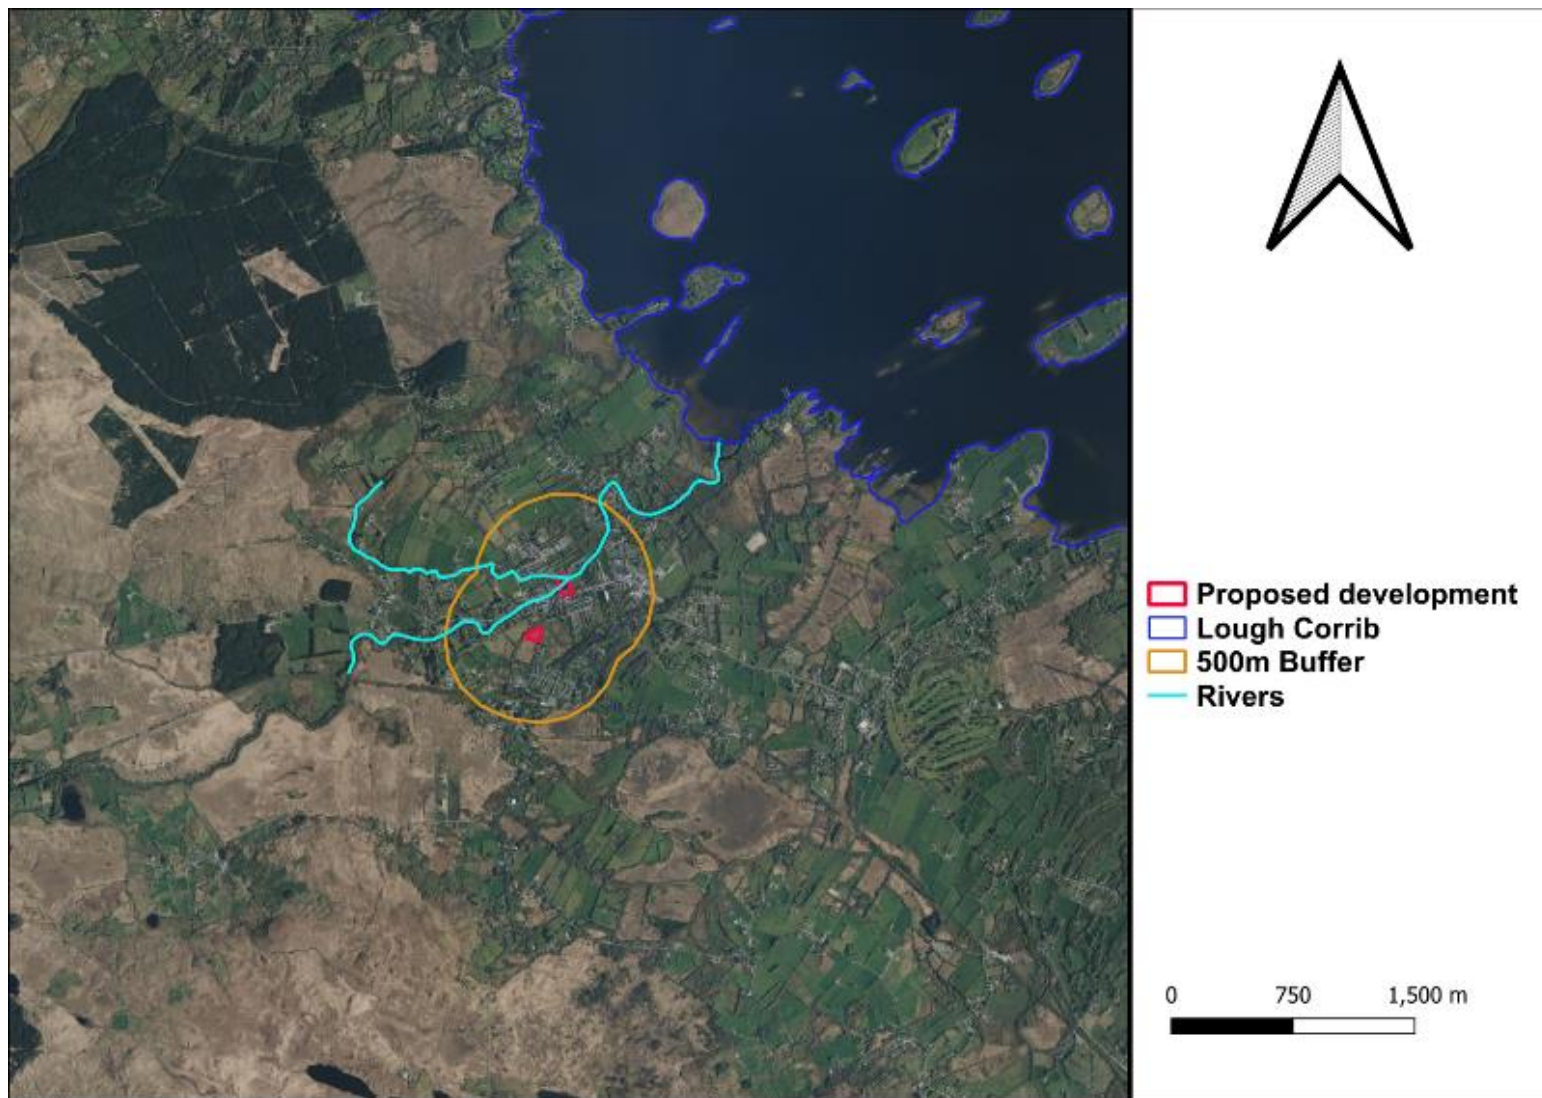 Proposed development
Lough Corrib
500m Buffer
Rivers
0 750 1,500 m